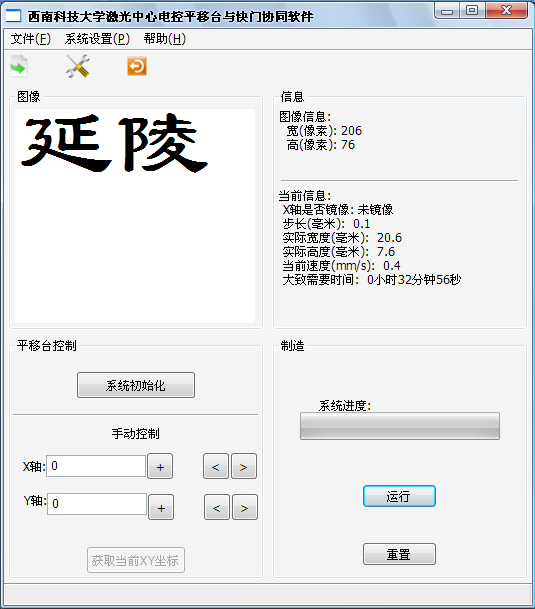 西南科技大学激光中心电控平移台与快门协同软件
文件(F) 系统设置(P) 帮助(H)
图像
延陵
信息
图像信息:
宽(像素): 206
高(像素): 76
当前信息:
X轴是否镜像: 未镜像
步长(毫米): 0.1
实际宽度(毫米): 20.6
实际高度(毫米): 7.6
当前速度(mm/s): 0.4
大致需要时间: 0小时32分钟56秒
平移台控制
系统初始化
手动控制
X轴: 0 + < >
Y轴: 0 + < >
获取当前XY坐标
制造
系统进度:
运行
重置